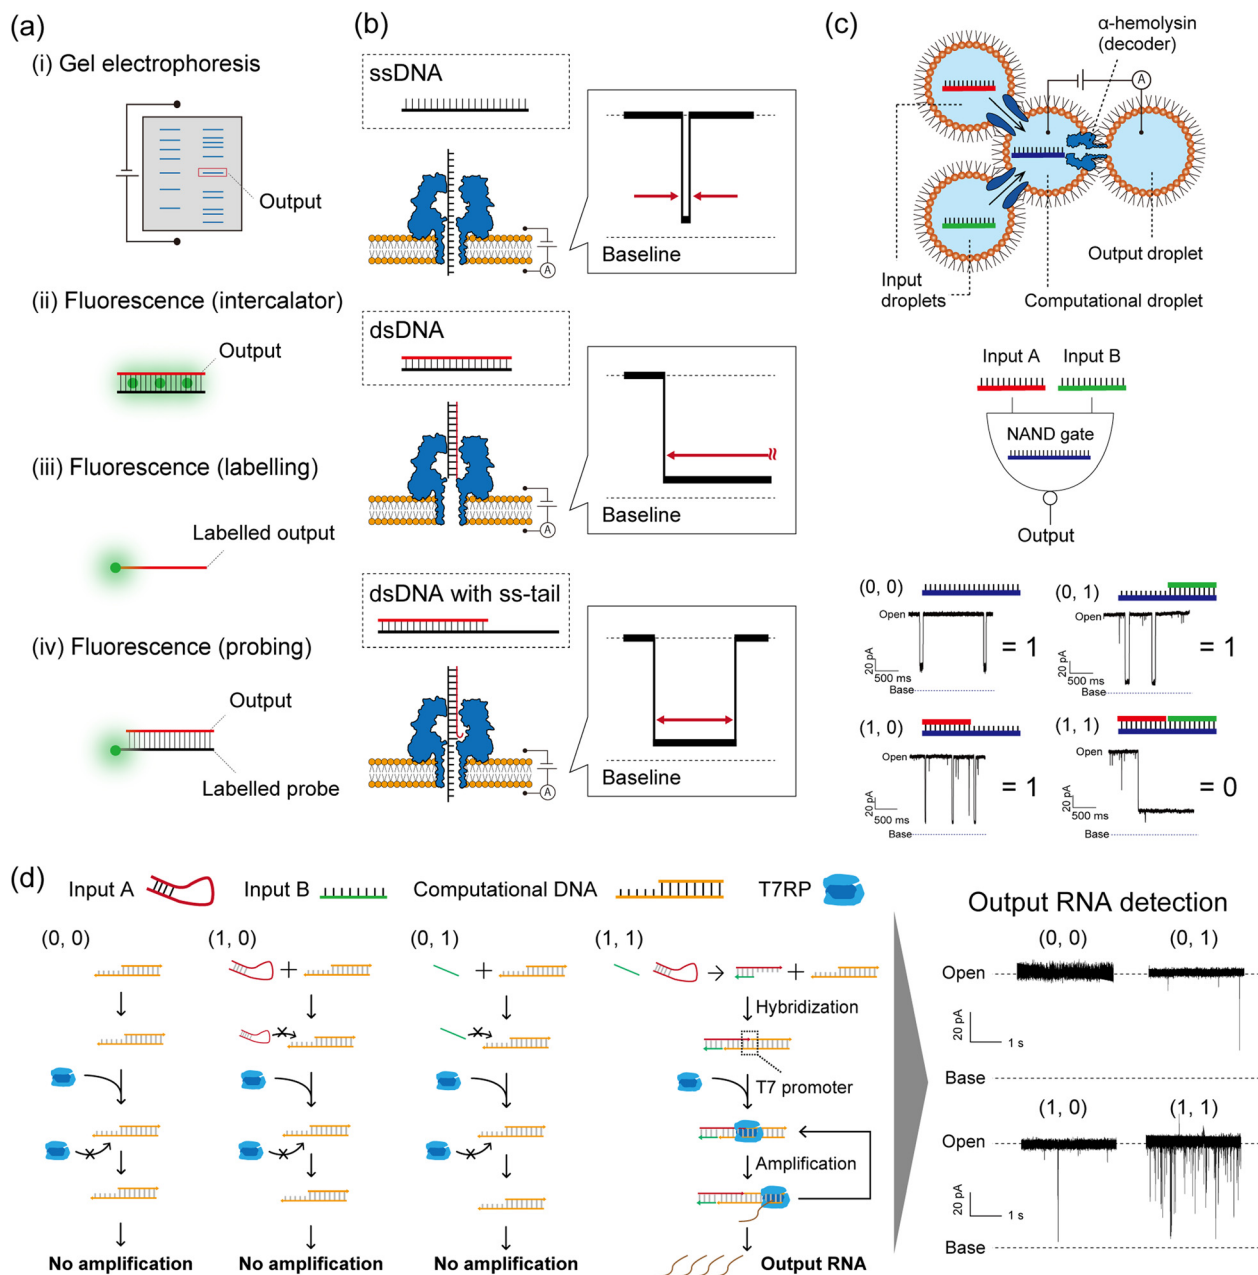 (a)
(i) Gel electrophoresis
Output
(ii) Fluorescence (intercalator)
Output
(iii) Fluorescence (labelling)
Labelled output
(iv) Fluorescence (probing)
Output
Labelled probe
(b)
ssDNA
A
Baseline
dsDNA
A
Baseline
dsDNA with ss-tail
A
Baseline
(c)
α-hemolysin
(decoder)
A
Output droplet
Input
droplets
Computational droplet
Input A
Input B
NAND gate
Output
(0, 0)
Open
20 pA
500 ms
Base
= 1
(0, 1)
Open
20 pA
500 ms
Base
= 1
(1, 0)
Open
20 pA
500 ms
Base
= 1
(1, 1)
Open
20 pA
500 ms
Base
= 0
(d)
Input A
Input B
Computational DNA
T7RP
(0, 0)
(1, 0)
(0, 1)
(1, 1)
Hybridization
T7 promoter
Amplification
No amplification
No amplification
No amplification
Output RNA
Output RNA detection
(0, 0)
(0, 1)
Open
20 pA
1 s
Base
(1, 0)
(1, 1)
Open
20 pA
1 s
Base